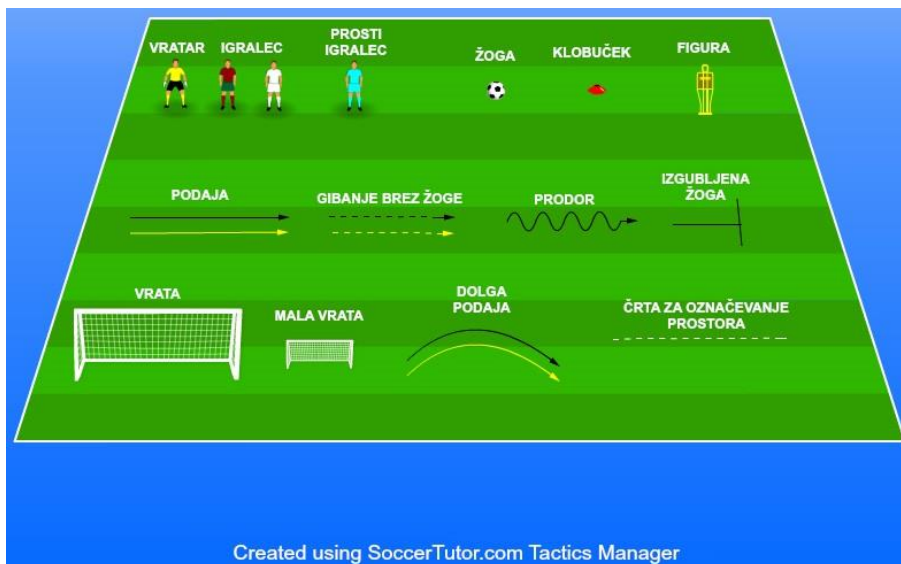 VRATAR
IGRALEC
PROSTI
IGRALEC
ŽOGA
KLOBUČEK
FIGURA
PODAJA
GIBANJE BREZ ŽOGE
PRODOR
IZGUBLJENA
ŽOGA
VRATA
MALA VRATA
DOLGA
PODAJA
ČRTA ZA OZNAČEVANJE
PROSTORA
Created using SoccerTutor.com Tactics Manager